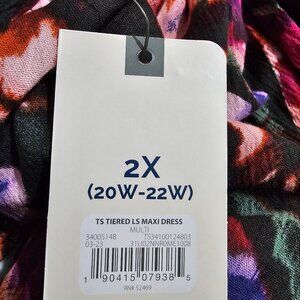 2X
(20W-22W)
TS TIERED LS MAXI DRESS
MULTI
34005148 TS34100124803
03-23 31U02NNR0ME1008
1 90415 07938 5
RN# 52469